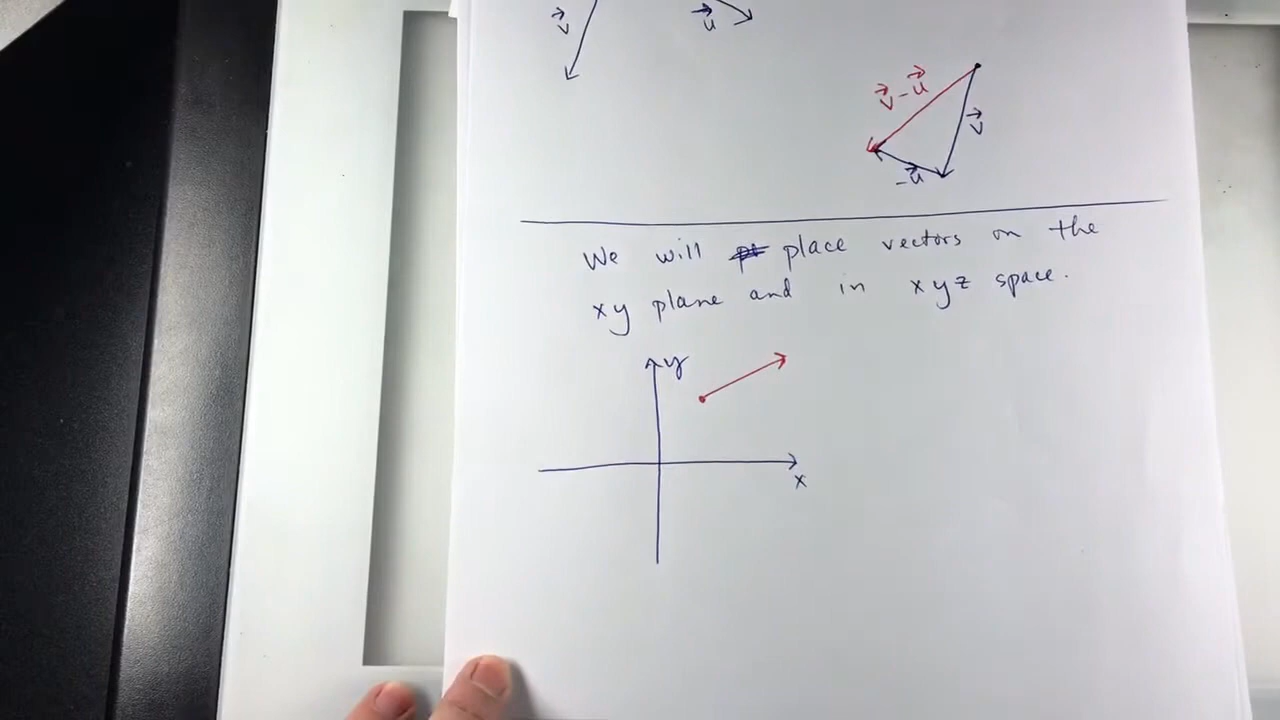 v⃗
u⃗
v⃗ - u⃗
v⃗
-u⃗
We will place vectors on the
xy plane and in xyz space.
y
x